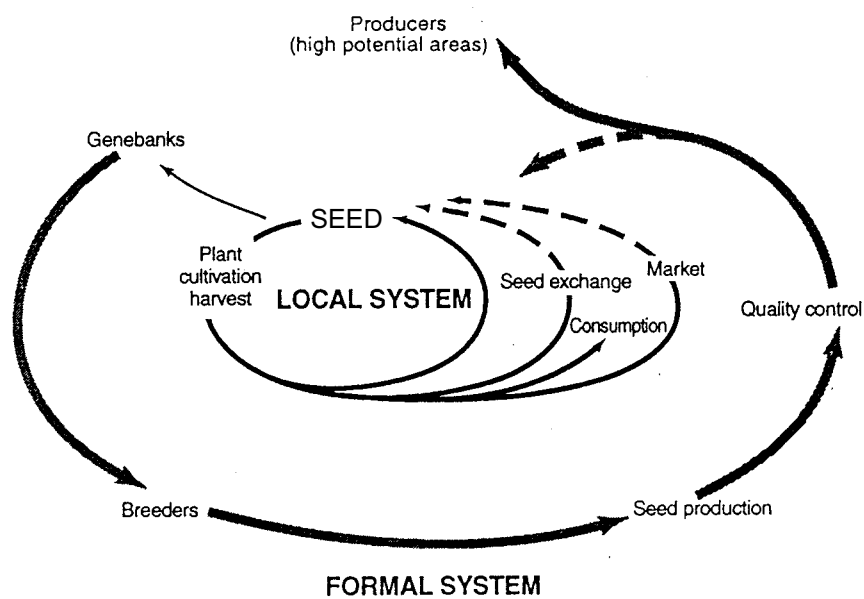 Producers
(high potential areas)
Genebanks
SEED
Plant
cultivation
harvest
LOCAL SYSTEM
Seed exchange
Market
Consumption
Quality control
Breeders
Seed production
FORMAL SYSTEM